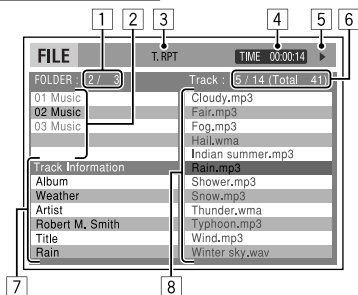 1 2 3 4 5
FILE T. RPT TIME 00:00:14
6
FOLDER : 2 / 3 Track : 5 / 14 (Total 41)
01 Music
02 Music
03 Music
Cloudy.mp3
Fair.mp3
Fog.mp3
Hail.wma
Indian summer.mp3
Rain.mp3
Shower.mp3
Snow.mp3
Thunder.wma
Typhoon.mp3
Wind.mp3
Winter sky.wav
Track Information
Album
Weather
Artist
Robert M. Smith
Title
Rain
7 8